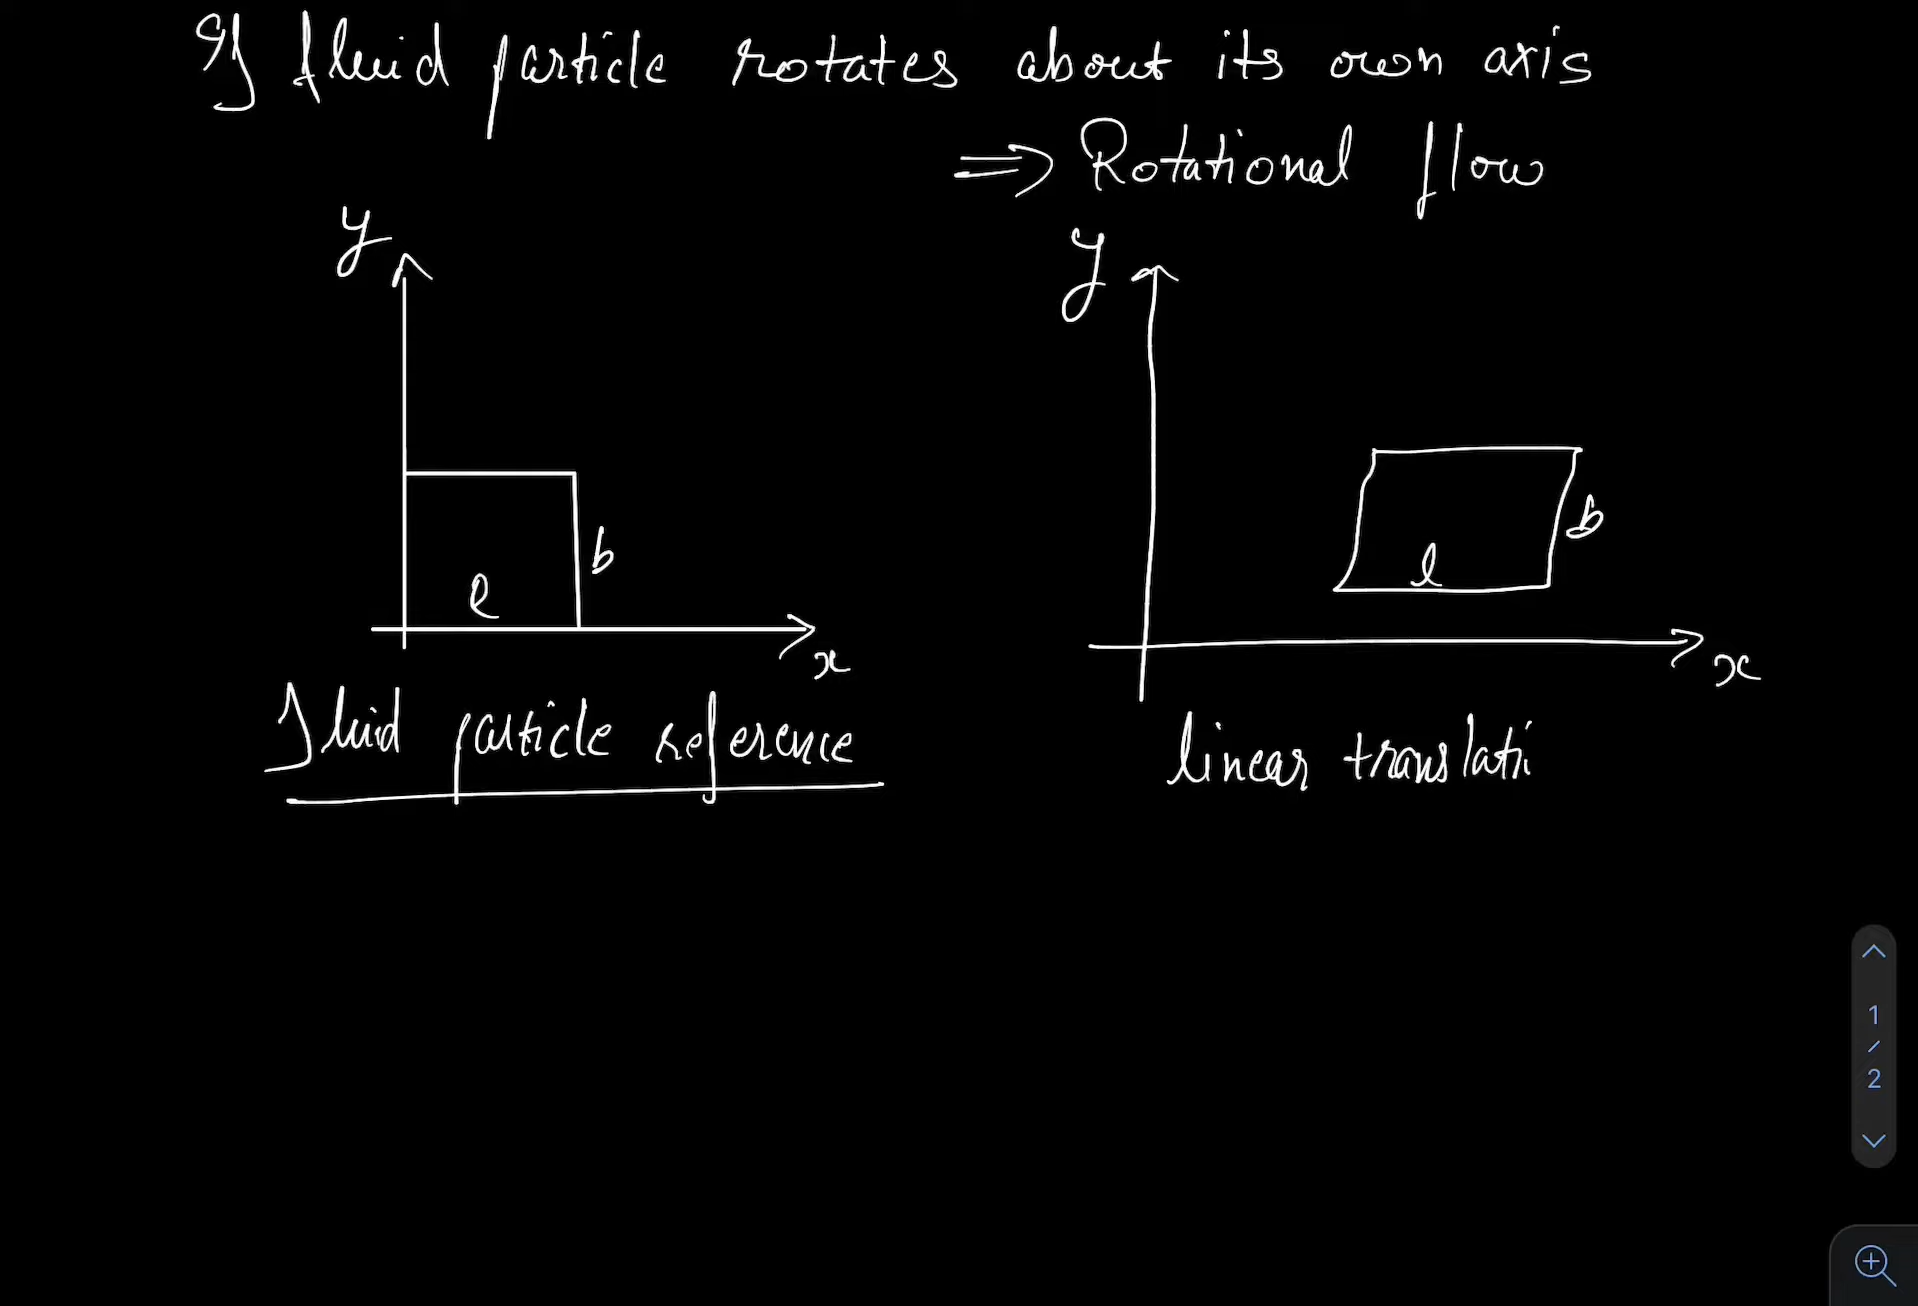 If fluid particle rotates about its own axis
⇒ Rotational flow
y
y
b
l
x
b
l
x
Fluid particle reference
linear translati
1
/
2